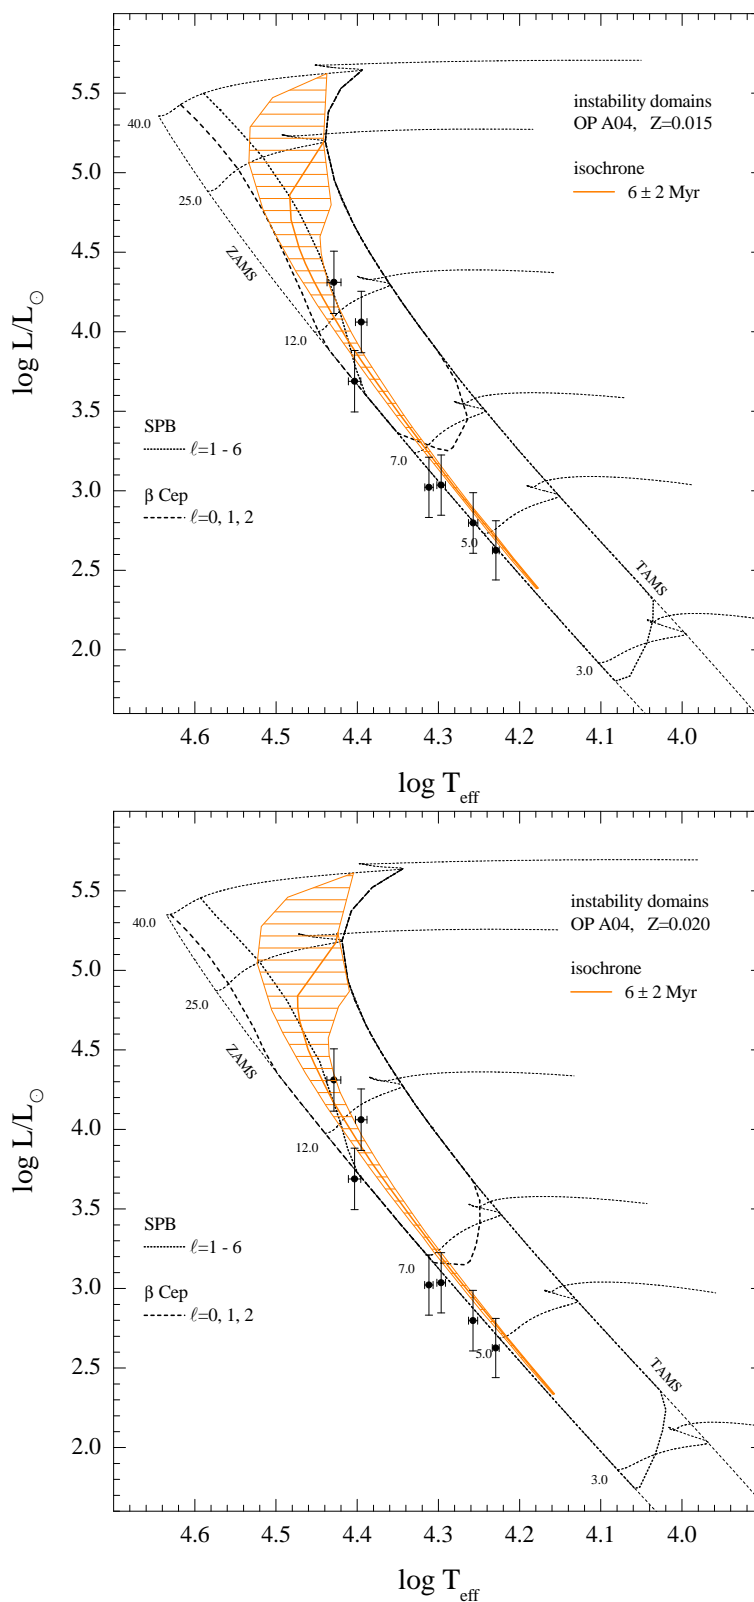 5.5
5.0
4.5
4.0
3.5
3.0
2.5
2.0
log L/L☉
40.0
25.0
ZAMS
12.0
7.0
5.0
3.0
TAMS
instability domains
OP A04, Z=0.015
isochrone
6 ± 2 Myr
SPB
ℓ=1 - 6
β Cep
ℓ=0, 1, 2
4.6 4.5 4.4 4.3 4.2 4.1 4.0
log T_eff
5.5
5.0
4.5
4.0
3.5
3.0
2.5
2.0
log L/L☉
40.0
25.0
ZAMS
12.0
7.0
5.0
3.0
TAMS
instability domains
OP A04, Z=0.020
isochrone
6 ± 2 Myr
SPB
ℓ=1 - 6
β Cep
ℓ=0, 1, 2
4.6 4.5 4.4 4.3 4.2 4.1 4.0
log T_eff